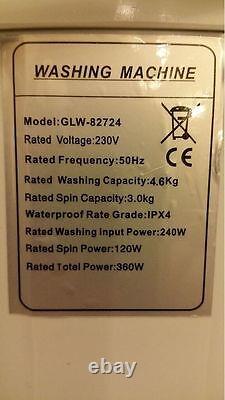 WASHING MACHINE
Model:GLW-82724
Rated Voltage:230V
Rated Frequency:50Hz
CE
Rated Washing Capacity:4.6Kg
Rated Spin Capacity:3.0kg
Waterproof Rate Grade:IPX4
Rated Washing Input Power:240W
Rated Spin Power:120W
Rated Total Power:360W
thebooksbooks.com